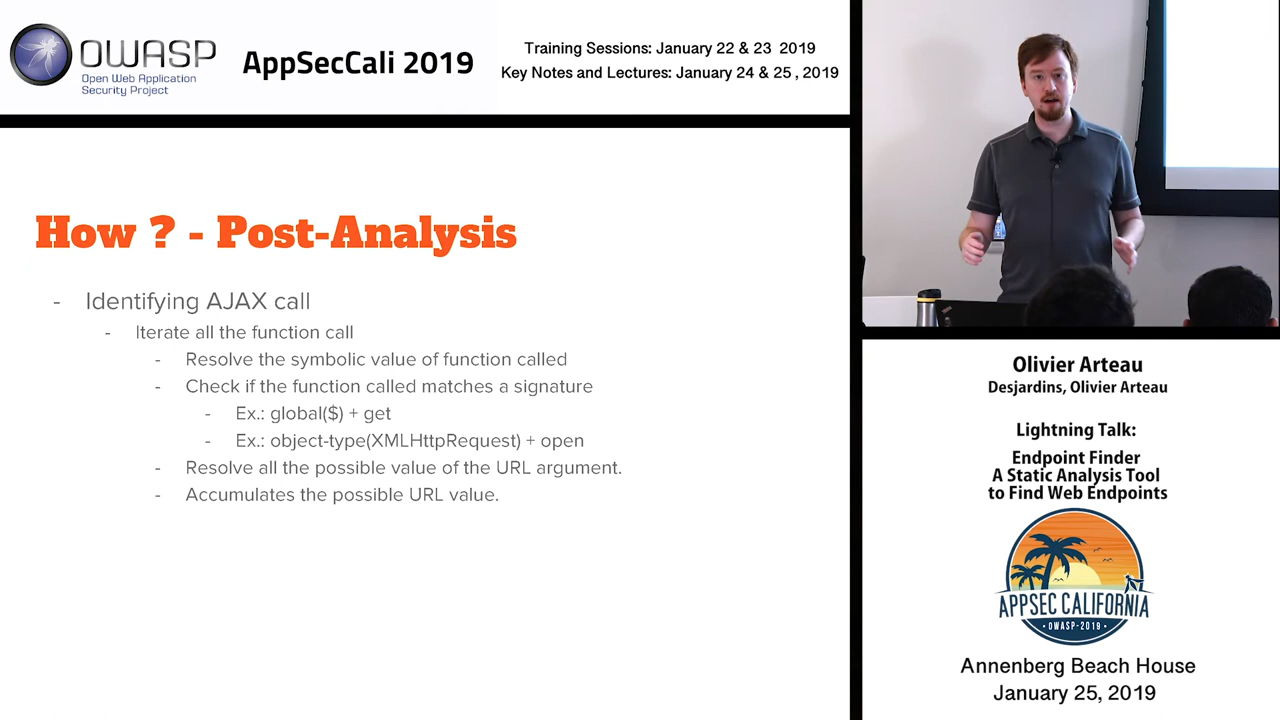 OWASP
Open Web Application
Security Project
AppSecCali 2019
Training Sessions: January 22 & 23 2019
Key Notes and Lectures: January 24 & 25 , 2019
How ? - Post-Analysis
- Identifying AJAX call
- Iterate all the function call
- Resolve the symbolic value of function called
- Check if the function called matches a signature
- Ex.: global($) + get
- Ex.: object-type(XMLHttpRequest) + open
- Resolve all the possible value of the URL argument.
- Accumulates the possible URL value.
Olivier Arteau
Desjardins, Olivier Arteau
Lightning Talk:
Endpoint Finder
A Static Analysis Tool
to Find Web Endpoints
APPSEC CALIFORNIA
• OWASP-2019 •
Annenberg Beach House
January 25, 2019